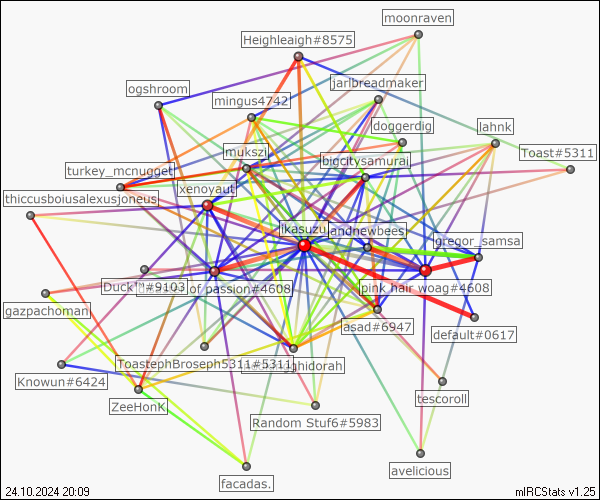 moonraven
Heighleaigh#8575
jarlbreadmaker
ogshroom
mingus4742
doggerdig
lahnk
Toast#5311
mukszi
bigcitysamurai
turkey_mcnugget
xenoyaut
thiccusboiusalexusjoneus
ikasuzu
andnewbees
gregor_samsa
Duck™#9103
of passion#4608
pink hair woag#4608
gazpachoman
asad#6947
default#0617
ToastephBroseph5311#5311
ghidorah
Knowun#6424
tescoroll
ZeeHonK
Random Stuf6#5983
avelicious
facadas.
24.10.2024 20:09
mIRCStats v1.25